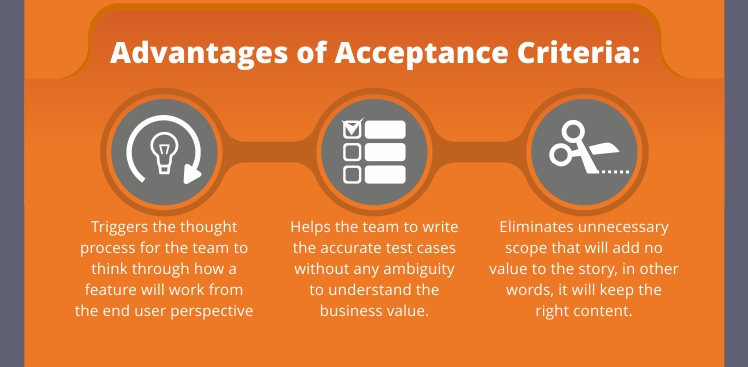 Advantages of Acceptance Criteria:
Triggers the thought
process for the team to
think through how a
feature will work from
the end user perspective
Helps the team to write
the accurate test cases
without any ambiguity
to understand the
business value.
Eliminates unnecessary
scope that will add no
value to the story, in other
words, it will keep the
right content.